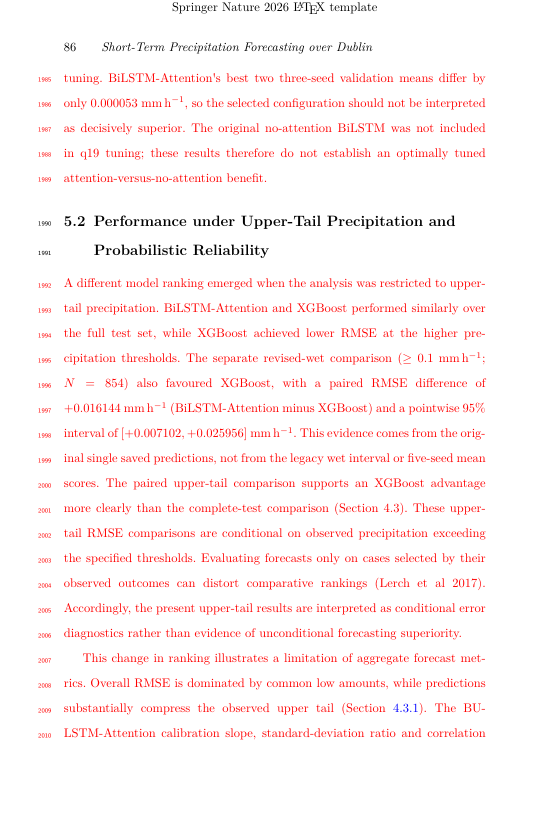 Springer Nature 2026 LATEX template
86 Short-Term Precipitation Forecasting over Dublin
1985 tuning. BiLSTM-Attention's best two three-seed validation means differ by
1986 only 0.000053 mm h⁻¹, so the selected configuration should not be interpreted
1987 as decisively superior. The original no-attention BiLSTM was not included
1988 in q19 tuning; these results therefore do not establish an optimally tuned
1989 attention-versus-no-attention benefit.
1990 5.2 Performance under Upper-Tail Precipitation and
1991 Probabilistic Reliability
1992 A different model ranking emerged when the analysis was restricted to upper-
1993 tail precipitation. BiLSTM-Attention and XGBoost performed similarly over
1994 the full test set, while XGBoost achieved lower RMSE at the higher pre-
1995 cipitation thresholds. The separate revised-wet comparison (≥ 0.1 mm h⁻¹;
1996 N = 854) also favoured XGBoost, with a paired RMSE difference of
1997 +0.016144 mm h⁻¹ (BiLSTM-Attention minus XGBoost) and a pointwise 95%
1998 interval of [+0.007102, +0.025956] mm h⁻¹. This evidence comes from the orig-
1999 inal single saved predictions, not from the legacy wet interval or five-seed mean
2000 scores. The paired upper-tail comparison supports an XGBoost advantage
2001 more clearly than the complete-test comparison (Section 4.3). These upper-
2002 tail RMSE comparisons are conditional on observed precipitation exceeding
2003 the specified thresholds. Evaluating forecasts only on cases selected by their
2004 observed outcomes can distort comparative rankings (Lerch et al 2017).
2005 Accordingly, the present upper-tail results are interpreted as conditional error
2006 diagnostics rather than evidence of unconditional forecasting superiority.
2007 This change in ranking illustrates a limitation of aggregate forecast met-
2008 rics. Overall RMSE is dominated by common low amounts, while predictions
2009 substantially compress the observed upper tail (Section 4.3.1). The BU-
2010 LSTM-Attention calibration slope, standard-deviation ratio and correlation